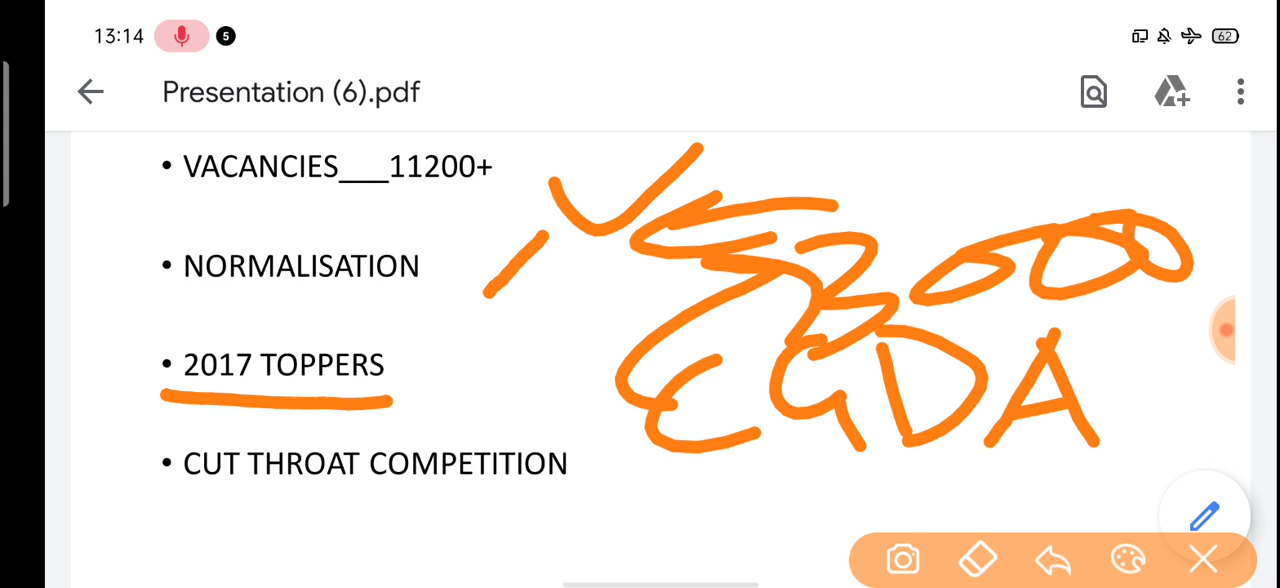 13:14 5 62
Presentation (6).pdf
• VACANCIES___11200+
• NORMALISATION
• 2017 TOPPERS
• CUT THROAT COMPETITION
CGDA